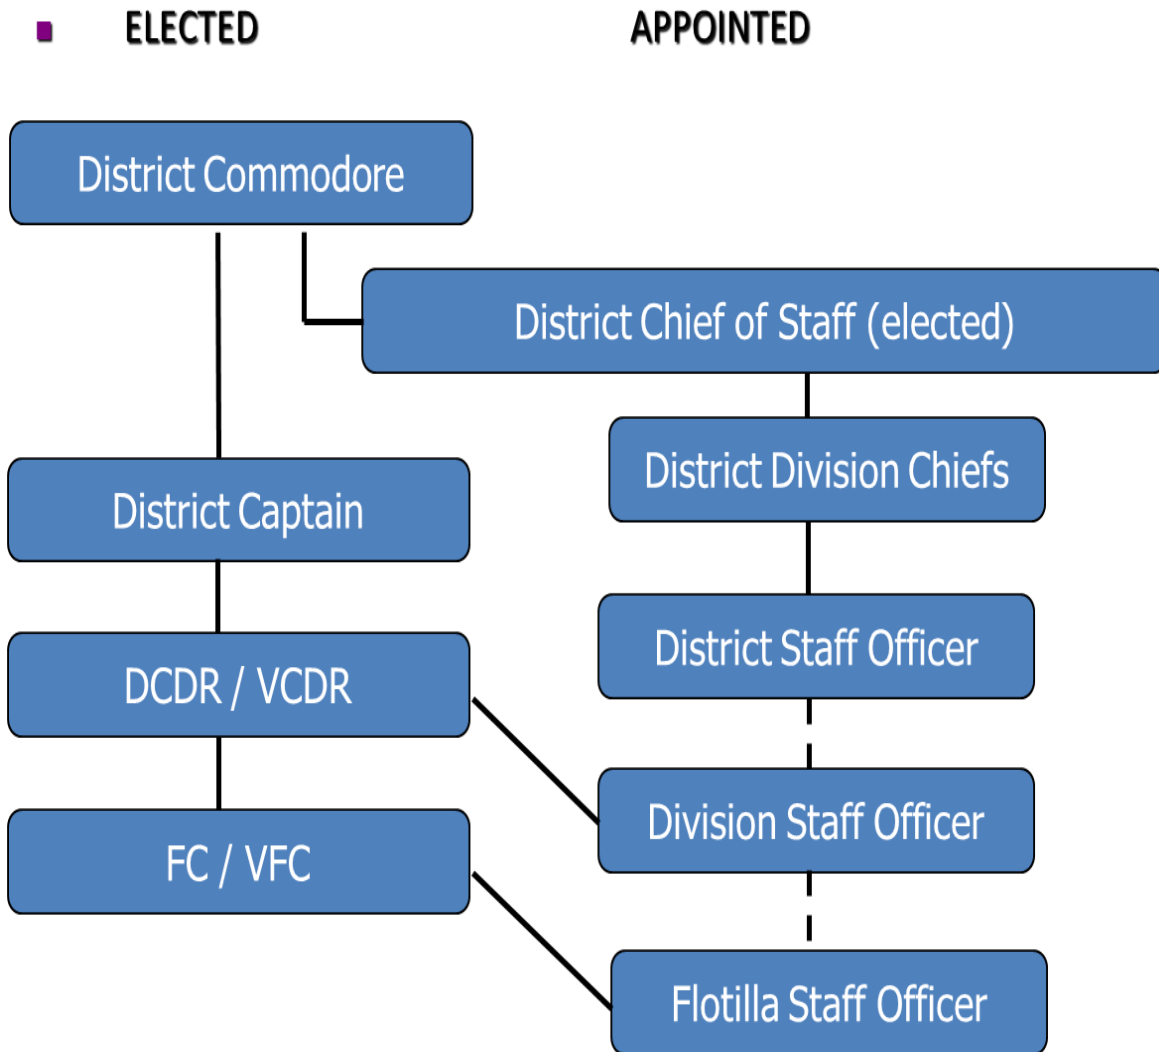 ELECTED
APPOINTED
District Commodore
District Chief of Staff (elected)
District Division Chiefs
District Captain
District Staff Officer
DCDR / VCDR
Division Staff Officer
FC / VFC
Flotilla Staff Officer